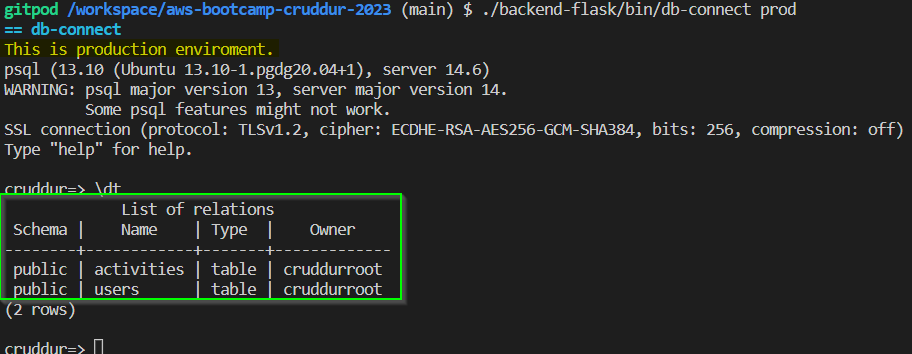 gitpod /workspace/aws-bootcamp-cruddur-2023 (main) $ ./backend-flask/bin/db-connect prod
== db-connect
This is production enviroment.
psql (13.10 (Ubuntu 13.10-1.pgdg20.04+1), server 14.6)
WARNING: psql major version 13, server major version 14.
         Some psql features might not work.
SSL connection (protocol: TLSv1.2, cipher: ECDHE-RSA-AES256-GCM-SHA384, bits: 256, compression: off)
Type "help" for help.
cruddur=> \dt
             List of relations
 Schema |    Name    | Type  |    Owner
--------+------------+-------+-------------
 public | activities | table | cruddurroot
 public | users      | table | cruddurroot
(2 rows)
cruddur=>